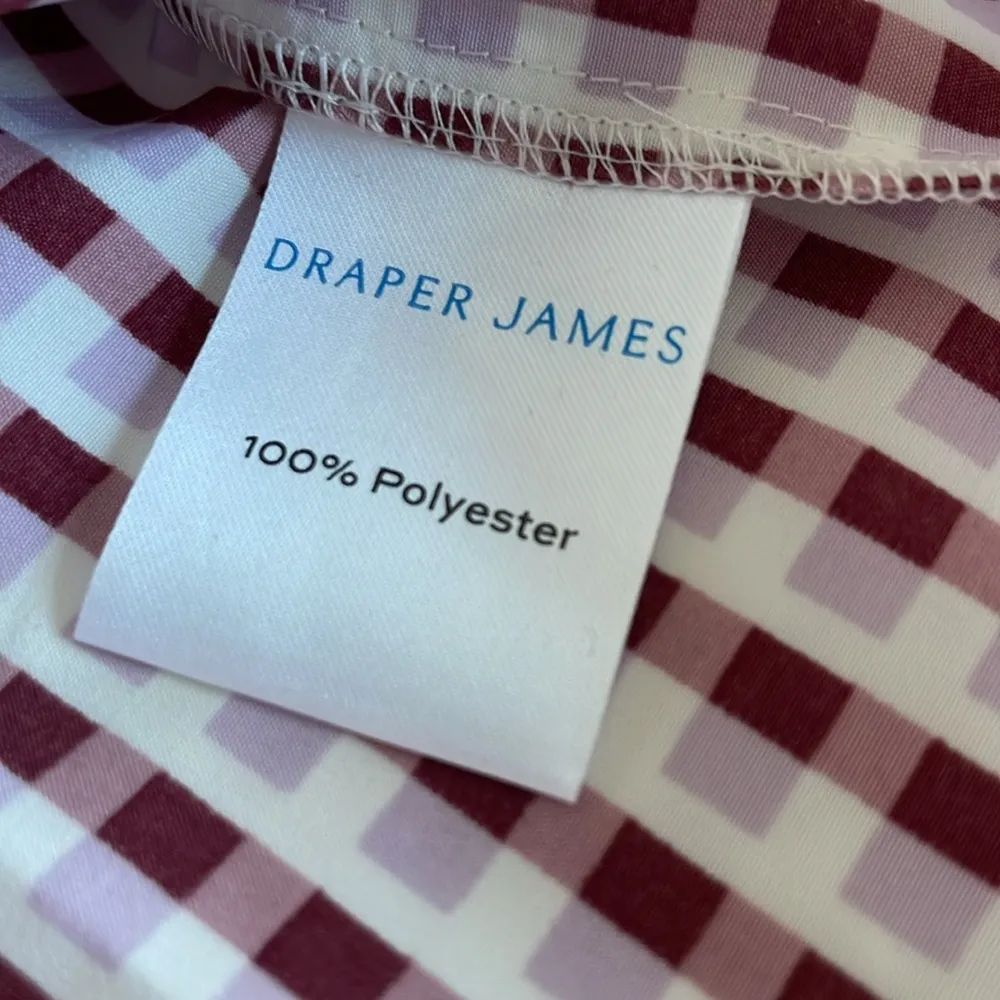 DRAPER JAMES
100% Polyester